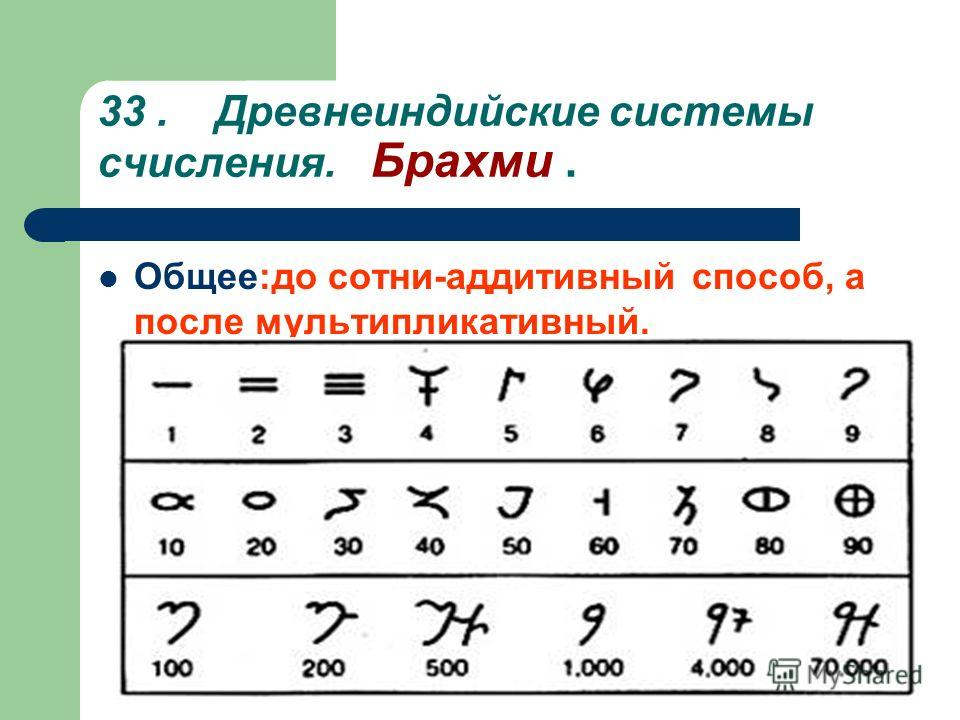 33 . Древнеиндийские системы
счисления. Брахми .
Общее:до сотни-аддитивный способ, а
после мультипликативный.
1 2 3 4 5 6 7 8 9
10 20 30 40 50 60 70 80 90
100 200 500 1.000 4.000 70.000
MyShared